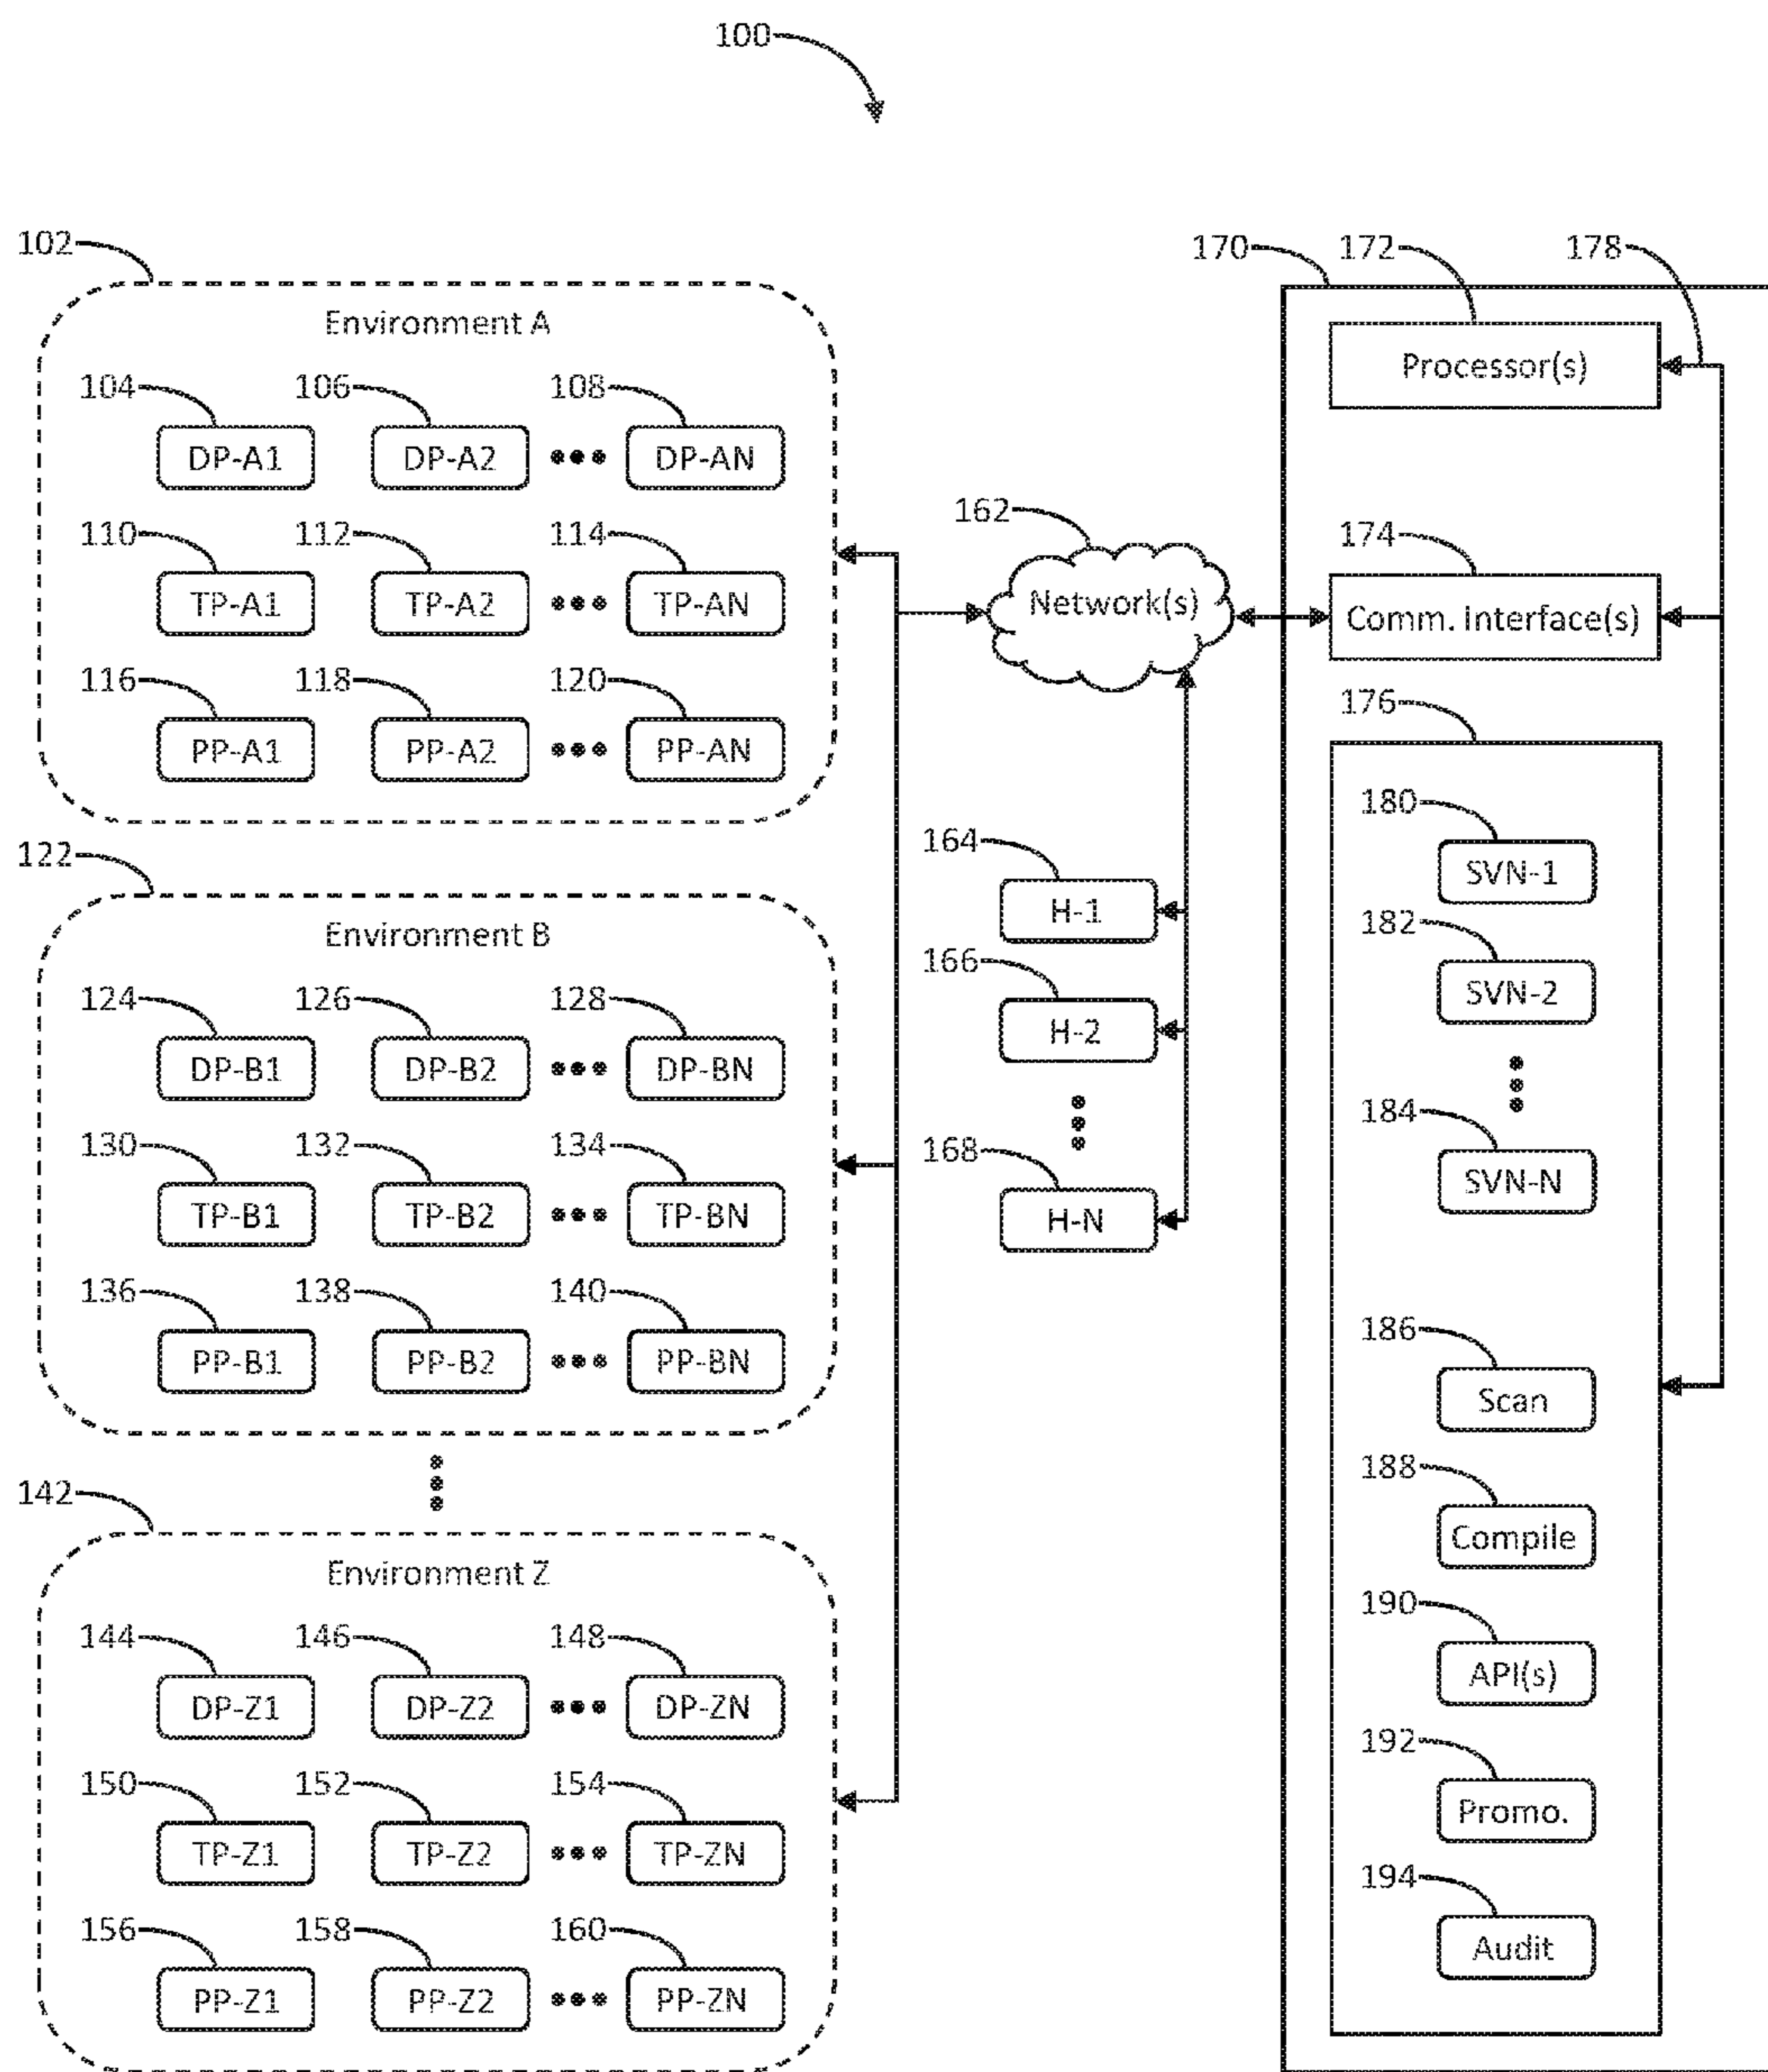 100
102
Environment A
104 106 108
DP-A1 DP-A2 ••• DP-AN
110 112 114
TP-A1 TP-A2 ••• TP-AN
116 118 120
PP-A1 PP-A2 ••• PP-AN
122
Environment B
124 126 128
DP-B1 DP-B2 ••• DP-BN
130 132 134
TP-B1 TP-B2 ••• TP-BN
136 138 140
PP-B1 PP-B2 ••• PP-BN
142
Environment Z
144 146 148
DP-Z1 DP-Z2 ••• DP-ZN
150 152 154
TP-Z1 TP-Z2 ••• TP-ZN
156 158 160
PP-Z1 PP-Z2 ••• PP-ZN
162
Network(s)
164
H-1
166
H-2
168
H-N
170 172 178
Processor(s)
174
Comm. Interface(s)
176
180
SVN-1
182
SVN-2
184
SVN-N
186
Scan
188
Compile
190
API(s)
192
Promo.
194
Audit